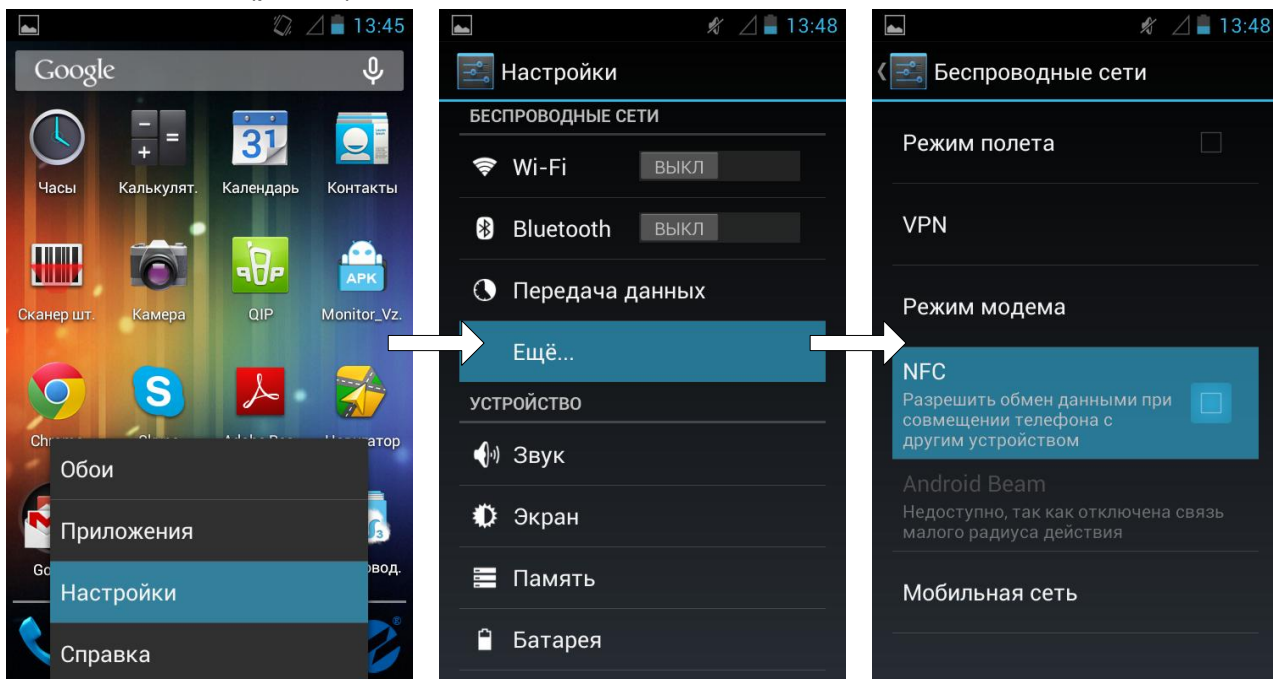 13:45
Google
31
Часы
Калькулят.
Календарь
Контакты
APK
Сканер шт.
Камера
QIP
Monitor_Vz.
Обои
Приложения
Настройки
Справка
13:48
Настройки
БЕСПРОВОДНЫЕ СЕТИ
Wi-Fi ВЫКЛ
Bluetooth ВЫКЛ
Передача данных
Ещё...
УСТРОЙСТВО
Звук
Экран
Память
Батарея
13:48
Беспроводные сети
Режим полета
VPN
Режим модема
NFC
Разрешить обмен данными при
совмещении телефона с
другим устройством
Android Beam
Недоступно, так как отключена связь
малого радиуса действия
Мобильная сеть